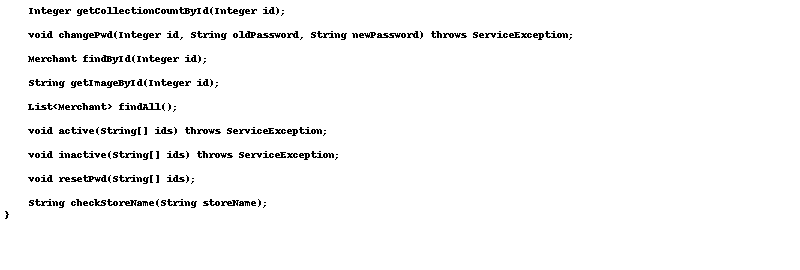 Integer getCollectionCountById(Integer id);
void changePwd(Integer id, String oldPassword, String newPassword) throws ServiceException;
Merchant findById(Integer id);
String getImageById(Integer id);
List<Merchant> findAll();
void active(String[] ids) throws ServiceException;
void inactive(String[] ids) throws ServiceException;
void resetPwd(String[] ids);
String checkStoreName(String storeName);
}